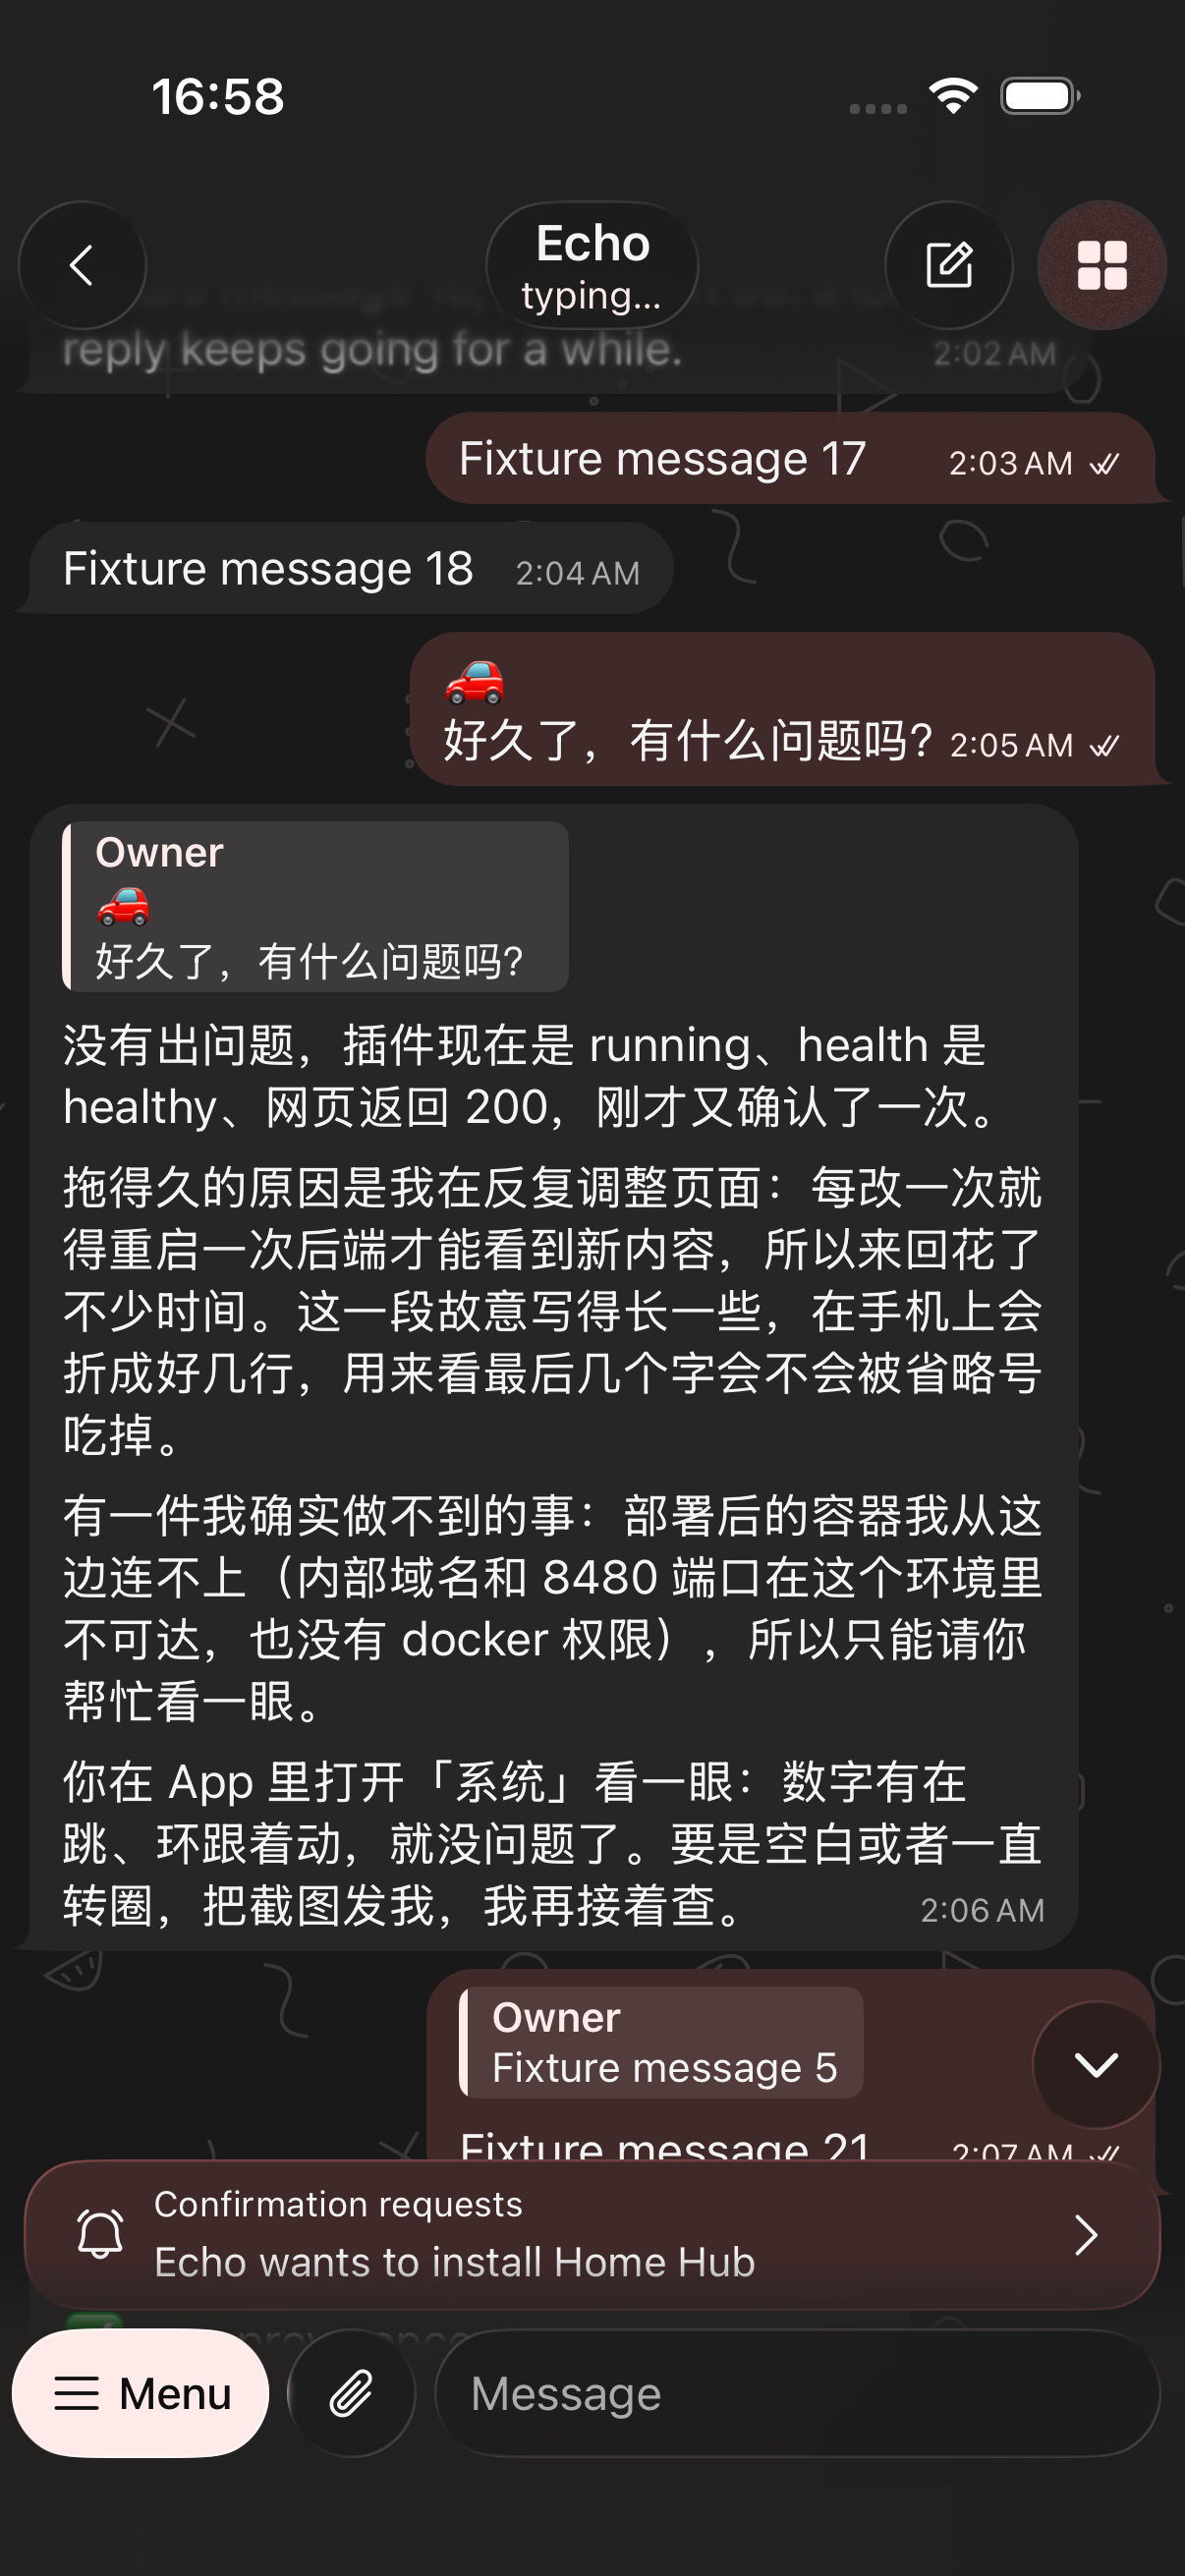 16:58
Echo
typing...
reply keeps going for a while.
2:02 AM
Fixture message 17
2:03 AM
Fixture message 18
2:04 AM
🚗
好久了，有什么问题吗?
2:05 AM
Owner
🚗
好久了，有什么问题吗?
没有出问题，插件现在是 running、health 是
healthy、网页返回 200，刚才又确认了一次。
拖得久的原因是我在反复调整页面：每改一次就
得重启一次后端才能看到新内容，所以来回花了
不少时间。这一段故意写得长一些，在手机上会
折成好几行，用来看最后几个字会不会被省略号
吃掉。
有一件我确实做不到的事：部署后的容器我从这
边连不上（内部域名和 8480 端口在这个环境里
不可达，也没有 docker 权限），所以只能请你
帮忙看一眼。
你在 App 里打开「系统」看一眼：数字有在
跳、环跟着动，就没问题了。要是空白或者一直
转圈，把截图发我，我再接着查。
2:06 AM
Owner
Fixture message 5
Fixture message 21
2:07 AM
Confirmation requests
Echo wants to install Home Hub
Menu
Message